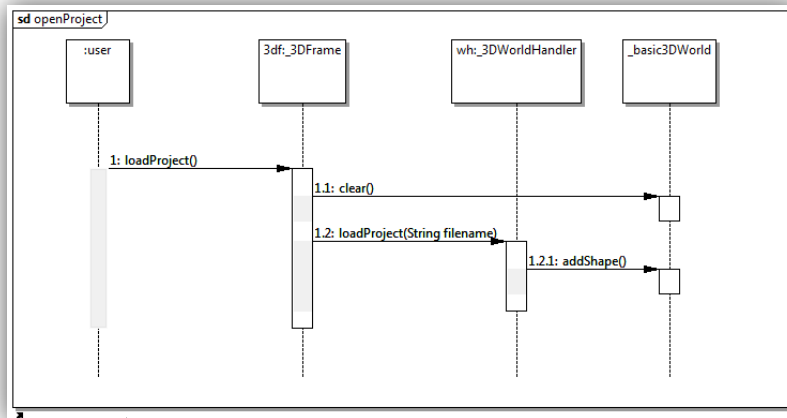 sd openProject
:user
3df:_3DFrame
wh:_3DWorldHandler
_basic3DWorld
1: loadProject()
1.1: clear()
1.2: loadProject(String filename)
1.2.1: addShape()